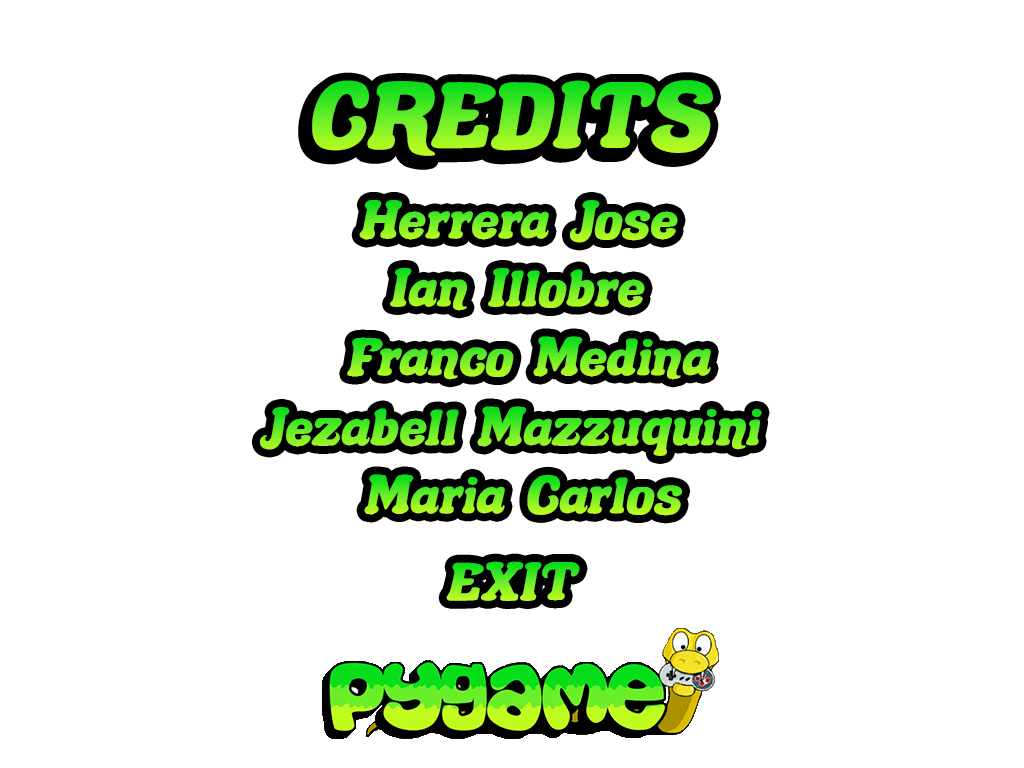 CREDITS
Herrera Jose
Ian Illobre
Franco Medina
Jezabell Mazzuquini
Maria Carlos
EXIT
pygame